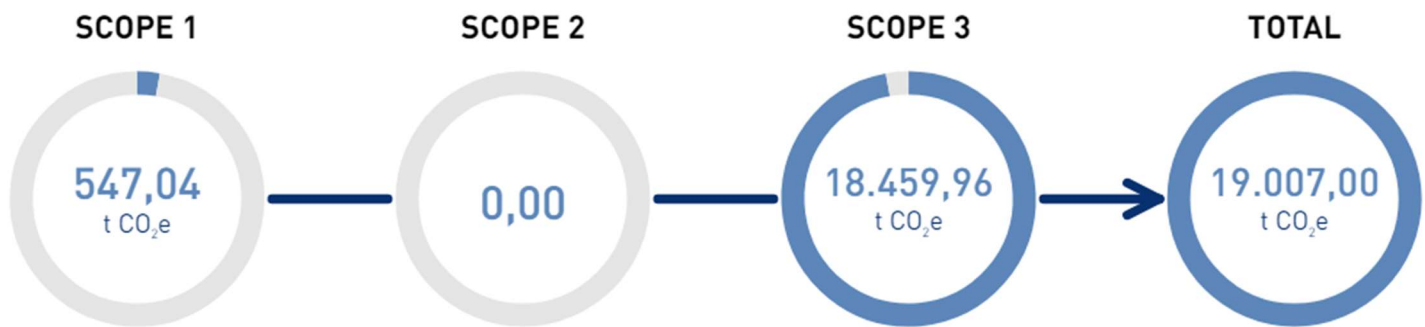 SCOPE 1
547,04
t CO₂e
SCOPE 2
0,00
SCOPE 3
18.459,96
t CO₂e
TOTAL
19.007,00
t CO₂e